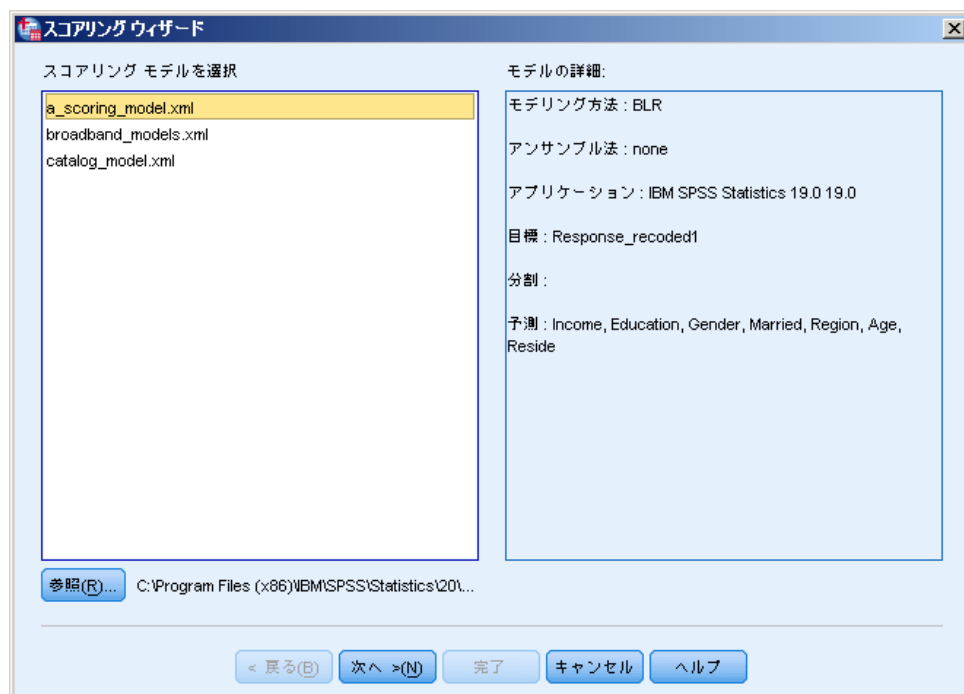 スコアリング ウィザード
スコアリング モデルを選択
a_scoring_model.xml
broadband_models.xml
catalog_model.xml
モデルの詳細:
モデリング方法 : BLR
アンサンブル法 : none
アプリケーション : IBM SPSS Statistics 19.0 19.0
目標 : Response_recoded1
分割 :
予測 : Income, Education, Gender, Married, Region, Age,
Reside
参照(R)... C:\Program Files (x86)\IBM\SPSS\Statistics\20\...
< 戻る(B) 次へ >(N) 完了 キャンセル ヘルプ